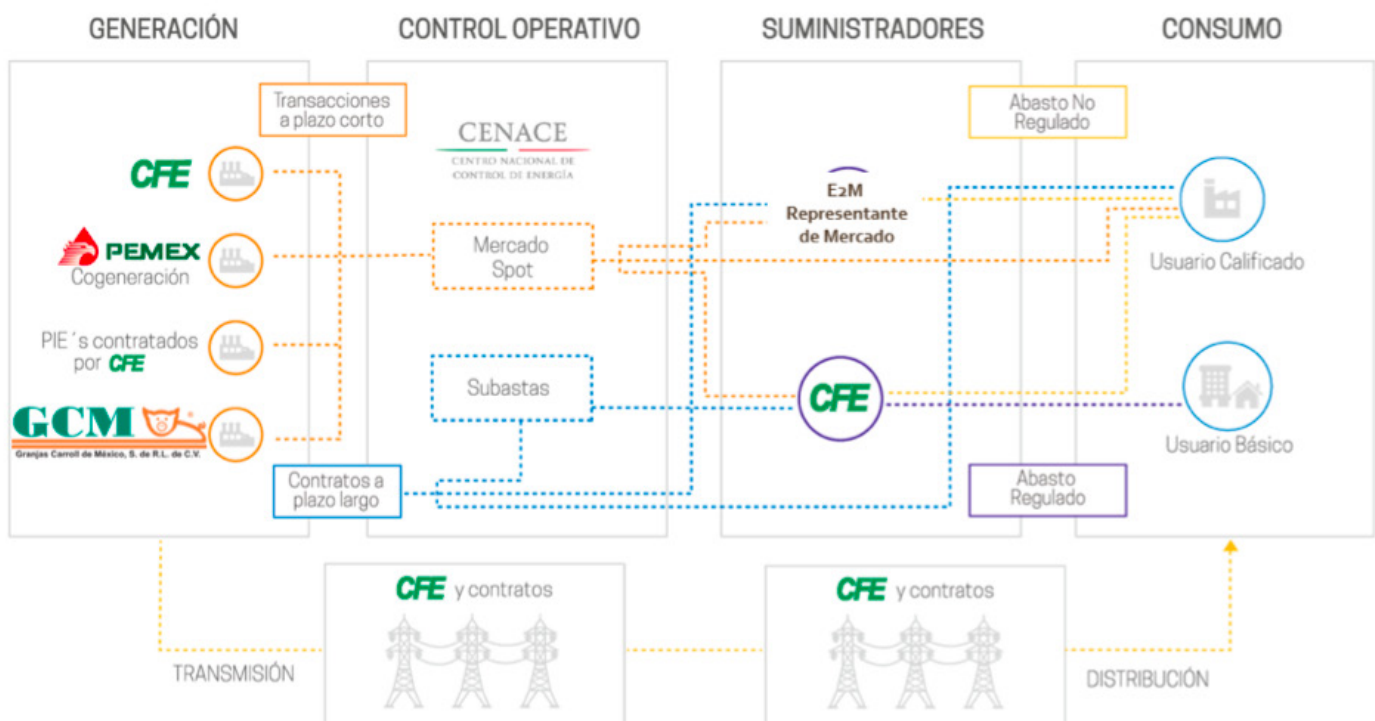 GENERACIÓN
CONTROL OPERATIVO
SUMINISTRADORES
CONSUMO
Transacciones
a plazo corto
CENACE
CENTRO NACIONAL DE
CONTROL DE ENERGÍA
Abasto No
Regulado
CFE
E2M
Representante
de Mercado
PEMEX
Cogeneración
Mercado
Spot
Usuario Calificado
PIE´s contratados
por CFE
Subastas
CFE
GCM
Granjas Carroll de México, S. de R.L. de C.V.
Usuario Básico
Contratos a
plazo largo
Abasto
Regulado
CFE y contratos
CFE y contratos
TRANSMISIÓN
DISTRIBUCIÓN